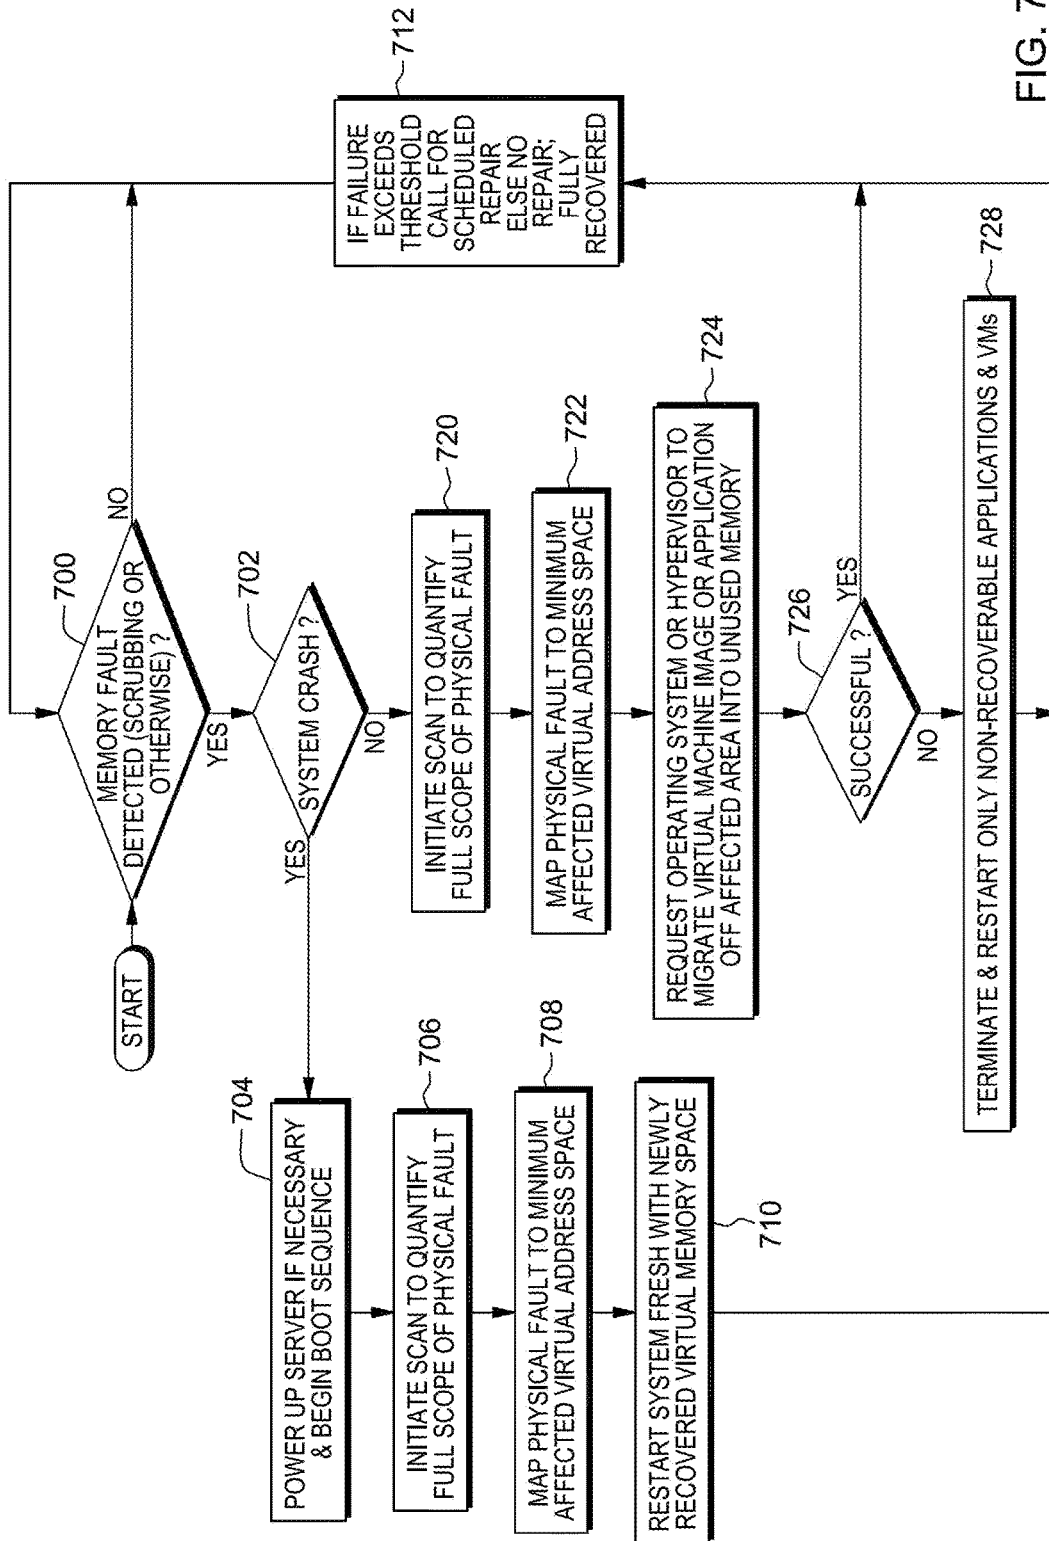 START
700
MEMORY FAULT
DETECTED (SCRUBBING OR
OTHERWISE) ?
NO
YES
702
SYSTEM CRASH ?
YES
NO
704
POWER UP SERVER IF NECESSARY
& BEGIN BOOT SEQUENCE
706
INITIATE SCAN TO QUANTIFY
FULL SCOPE OF PHYSICAL FAULT
708
MAP PHYSICAL FAULT TO MINIMUM
AFFECTED VIRTUAL ADDRESS SPACE
RESTART SYSTEM FRESH WITH NEWLY
RECOVERED VIRTUAL MEMORY SPACE
710
720
INITIATE SCAN TO QUANTIFY
FULL SCOPE OF PHYSICAL FAULT
722
MAP PHYSICAL FAULT TO MINIMUM
AFFECTED VIRTUAL ADDRESS SPACE
724
REQUEST OPERATING SYSTEM OR HYPERVISOR TO
MIGRATE VIRTUAL MACHINE IMAGE OR APPLICATION
OFF AFFECTED AREA INTO UNUSED MEMORY
726
SUCCESSFUL ?
YES
NO
728
TERMINATE & RESTART ONLY NON-RECOVERABLE APPLICATIONS & VMs
712
IF FAILURE
EXCEEDS
THRESHOLD
CALL FOR
SCHEDULED
REPAIR
ELSE NO
REPAIR;
FULLY
RECOVERED
FIG. 7